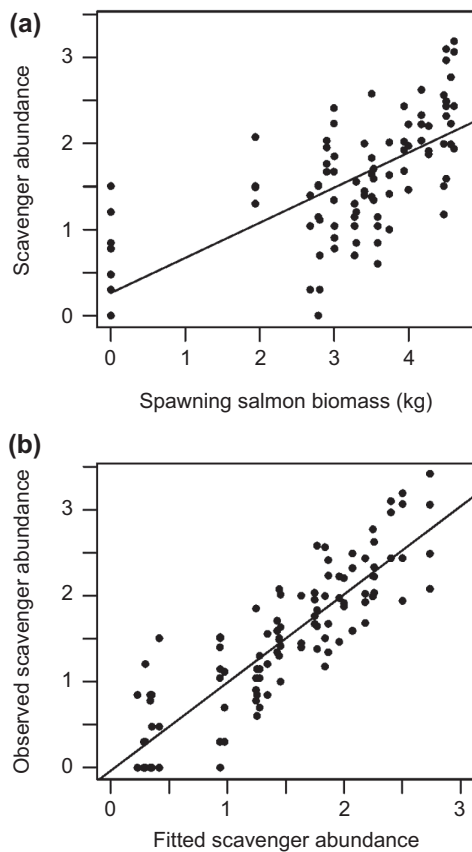 (a)
Scavenger abundance
3
2
1
0
0 1 2 3 4
Spawning salmon biomass (kg)
(b)
Observed scavenger abundance
3
2
1
0
0 1 2 3
Fitted scavenger abundance